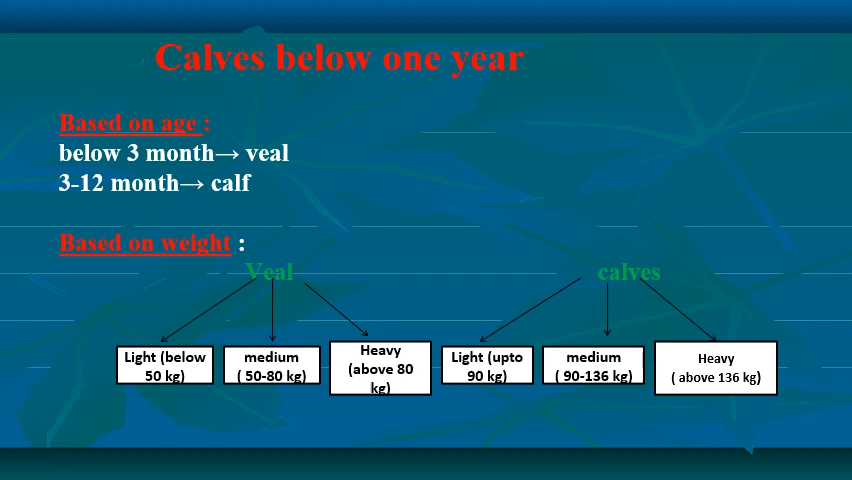 Calves below one year
Based on age :
below 3 month→ veal
3-12 month→ calf
Based on weight :
Veal
calves
Light (below
50 kg)
medium
( 50-80 kg)
Heavy
(above 80
kg)
Light (upto
90 kg)
medium
( 90-136 kg)
Heavy
( above 136 kg)